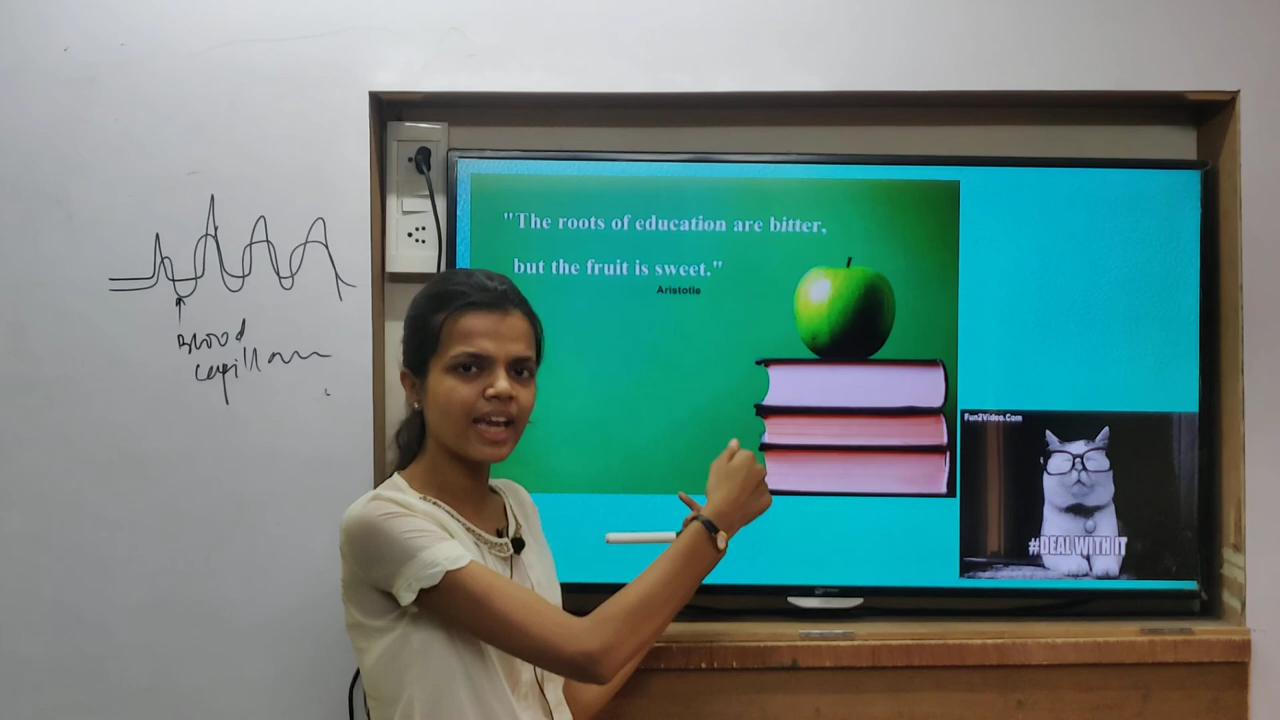 "The roots of education are bitter,
but the fruit is sweet."
Aristotle
Fun2Video.Com
#DEAL WITH IT
Blood
capillary